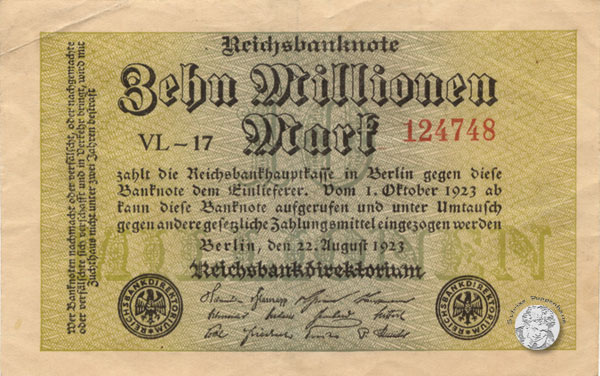 Reichsbanknote
Zehn Millionen
Mark
VL-17
124748
zahlt die Reichsbankhauptkasse in Berlin gegen diese
Banknote dem Einlieferer. Vom 1. Oktober 1923 ab
kann diese Banknote aufgerufen und unter Umtausch
gegen andere gesetzliche Zahlungsmittel eingezogen werden
Berlin, den 22. August 1923
Reichsbankdirektorium
REICHSBANKDIREKTORIUM
REICHSBANKDIREKTORIUM
Wer Banknoten nachmacht oder verfälscht, oder nachgemachte
oder verfälschte sich verschafft und in Verkehr bringt, wird mit
Zuchthaus nicht unter zwei Jahren bestraft